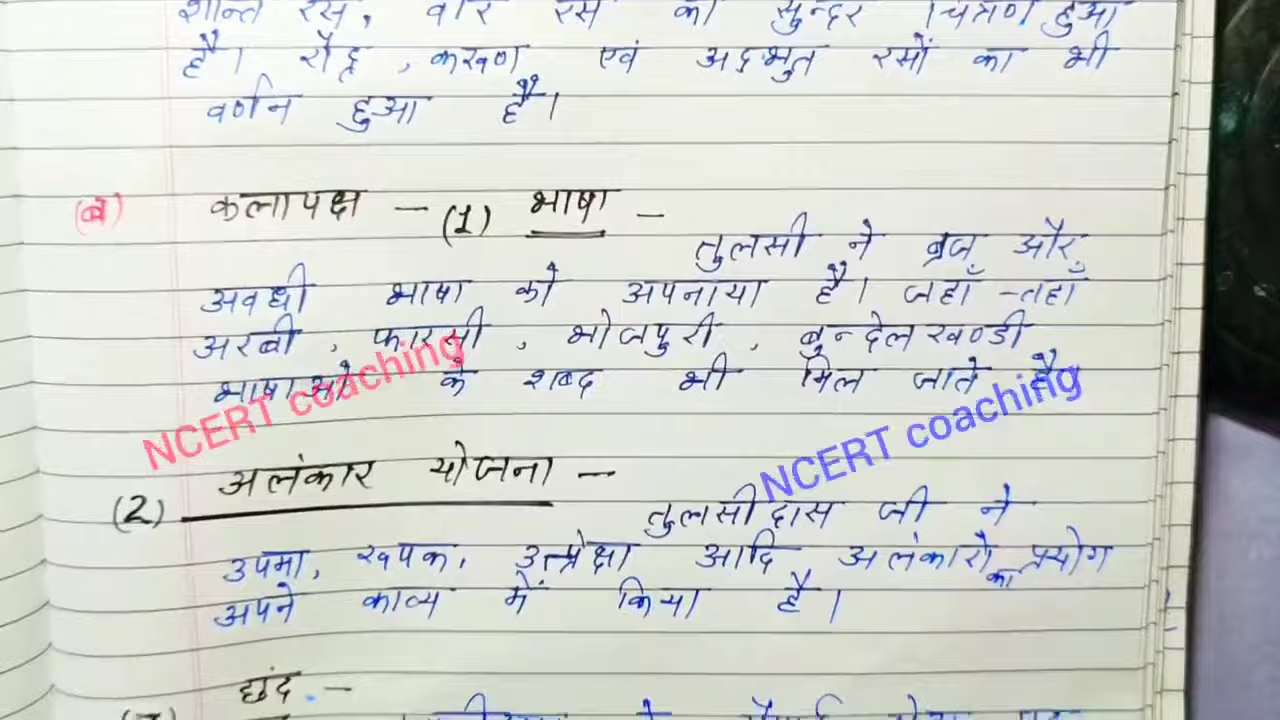 शान्त रस, वीर रस का सुन्दर चित्रण हुआ
है। रौद्र, करुण एवं अद्भुत रसों का भी
वर्णन हुआ है।
(ब) कलापक्ष – (1) भाषा –
तुलसी ने ब्रज और
अवधी भाषा को अपनाया है। जहाँ-तहाँ
अरबी, फारसी, भोजपुरी, बुन्देलखण्डी
भाषाओं के शब्द भी मिल जाते है।
NCERT coaching
NCERT coaching
(2) अलंकार योजना –
तुलसीदास जी ने
उपमा, रूपक, उत्प्रेक्षा आदि अलंकारों का प्रयोग
अपने काव्य में किया है।
छंद –